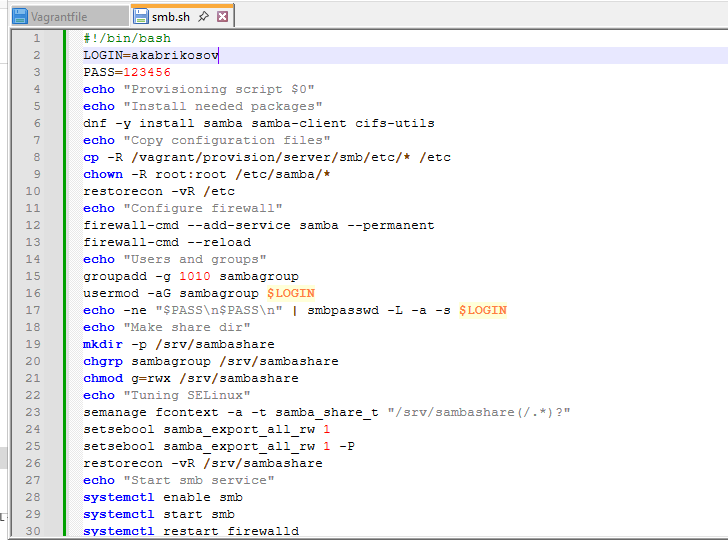 Vagrantfile smb.sh
1 #!/bin/bash
2 LOGIN=akabrikosov
3 PASS=123456
4 echo "Provisioning script $0"
5 echo "Install needed packages"
6 dnf -y install samba samba-client cifs-utils
7 echo "Copy configuration files"
8 cp -R /vagrant/provision/server/smb/etc/* /etc
9 chown -R root:root /etc/samba/*
10 restorecon -vR /etc
11 echo "Configure firewall"
12 firewall-cmd --add-service samba --permanent
13 firewall-cmd --reload
14 echo "Users and groups"
15 groupadd -g 1010 sambagroup
16 usermod -aG sambagroup $LOGIN
17 echo -ne "$PASS\n$PASS\n" | smbpasswd -L -a -s $LOGIN
18 echo "Make share dir"
19 mkdir -p /srv/sambashare
20 chgrp sambagroup /srv/sambashare
21 chmod g=rwx /srv/sambashare
22 echo "Tuning SELinux"
23 semanage fcontext -a -t samba_share_t "/srv/sambashare(/.*)?"
24 setsebool samba_export_all_rw 1
25 setsebool samba_export_all_rw 1 -P
26 restorecon -vR /srv/sambashare
27 echo "Start smb service"
28 systemctl enable smb
29 systemctl start smb
30 systemctl restart firewalld